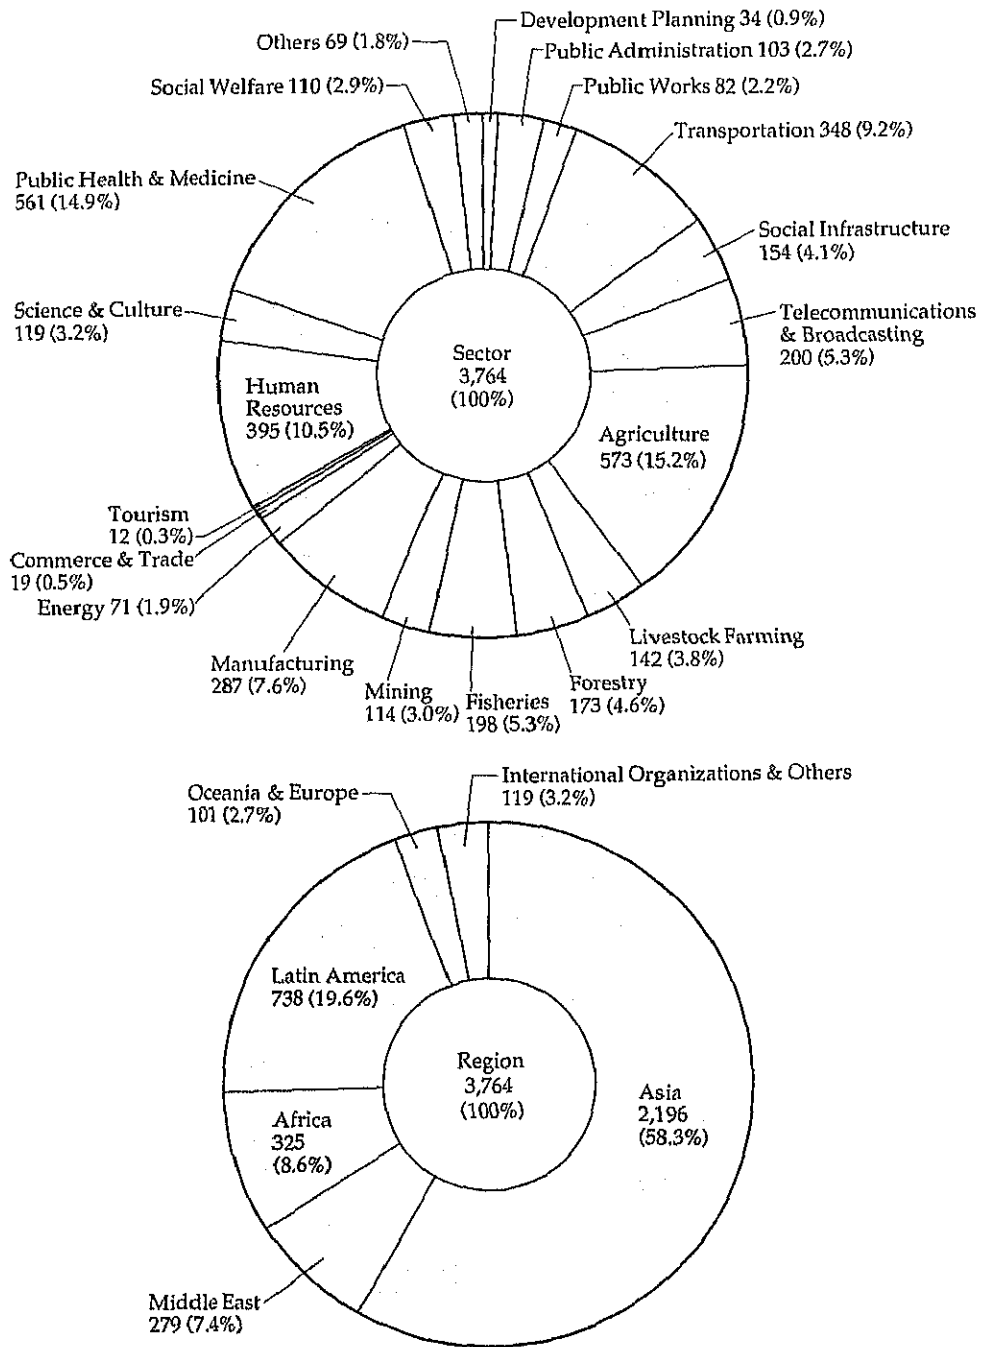 Development Planning 34 (0.9%)
Others 69 (1.8%)
Public Administration 103 (2.7%)
Social Welfare 110 (2.9%)
Public Works 82 (2.2%)
Transportation 348 (9.2%)
Public Health & Medicine
561 (14.9%)
Social Infrastructure
154 (4.1%)
Science & Culture
119 (3.2%)
Telecommunications
& Broadcasting
200 (5.3%)
Sector
3,764
(100%)
Human
Resources
395 (10.5%)
Agriculture
573 (15.2%)
Tourism
12 (0.3%)
Commerce & Trade
19 (0.5%)
Energy 71 (1.9%)
Manufacturing
287 (7.6%)
Mining
114 (3.0%)
Fisheries
198 (5.3%)
Forestry
173 (4.6%)
Livestock Farming
142 (3.8%)
International Organizations & Others
119 (3.2%)
Oceania & Europe
101 (2.7%)
Latin America
738 (19.6%)
Region
3,764
(100%)
Asia
2,196
(58.3%)
Africa
325
(8.6%)
Middle East
279 (7.4%)